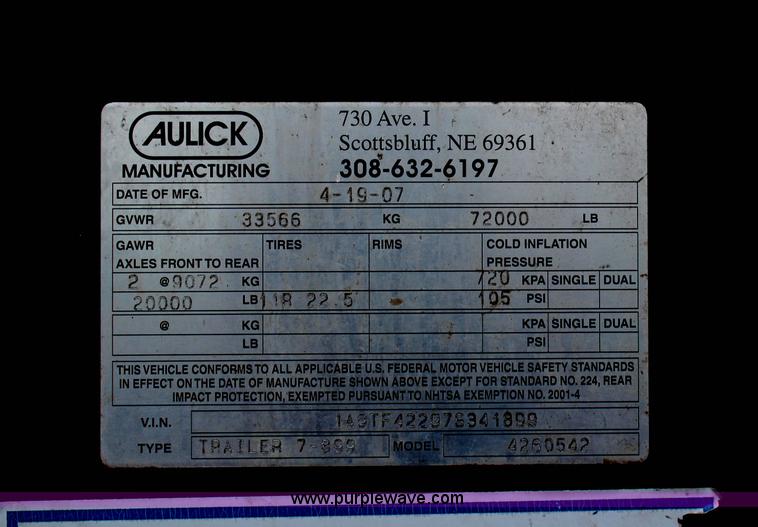 AULICK
MANUFACTURING
730 Ave. I
Scottsbluff, NE 69361
308-632-6197
DATE OF MFG. 4-19-07
GVWR 33566 KG 72000 LB
GAWR TIRES RIMS COLD INFLATION
AXLES FRONT TO REAR PRESSURE
2 @9072 KG 720 KPA SINGLE DUAL
20000 LB 11R 22.5 105 PSI
@ KG KPA SINGLE DUAL
LB PSI
THIS VEHICLE CONFORMS TO ALL APPLICABLE U.S. FEDERAL MOTOR VEHICLE SAFETY STANDARDS
IN EFFECT ON THE DATE OF MANUFACTURE SHOWN ABOVE EXCEPT FOR STANDARD NO. 224, REAR
IMPACT PROTECTION, EXEMPTED PURSUANT TO NHTSA EXEMPTION NO. 2001-4
V.I.N.
TYPE TRAILER MODEL 4260542
www.purplewave.com